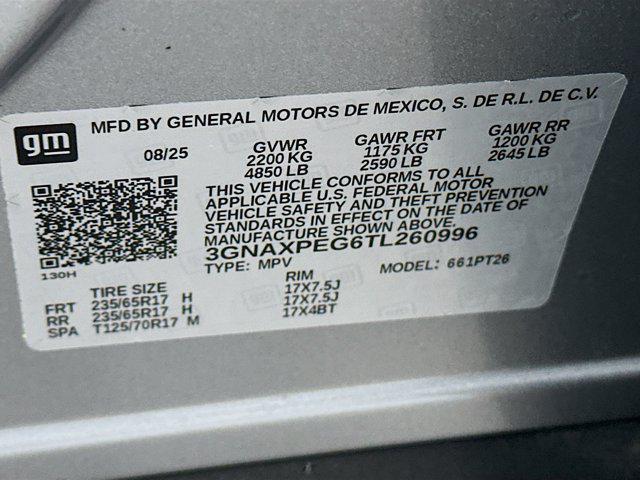 gm
MFD BY GENERAL MOTORS DE MEXICO, S. DE R.L. DE C.V.
08/25 GVWR GAWR FRT GAWR RR
2200 KG 1175 KG 1200 KG
4850 LB 2590 LB 2645 LB
THIS VEHICLE CONFORMS TO ALL
APPLICABLE U.S. FEDERAL MOTOR
VEHICLE SAFETY AND THEFT PREVENTION
STANDARDS IN EFFECT ON THE DATE OF
MANUFACTURE SHOWN ABOVE.
3GNAXPEG6TL260996
130H TYPE: MPV MODEL: 661PT26
TIRE SIZE RIM
FRT 235/65R17 H 17X7.5J
RR 235/65R17 H 17X7.5J
SPA T125/70R17 M 17X4BT